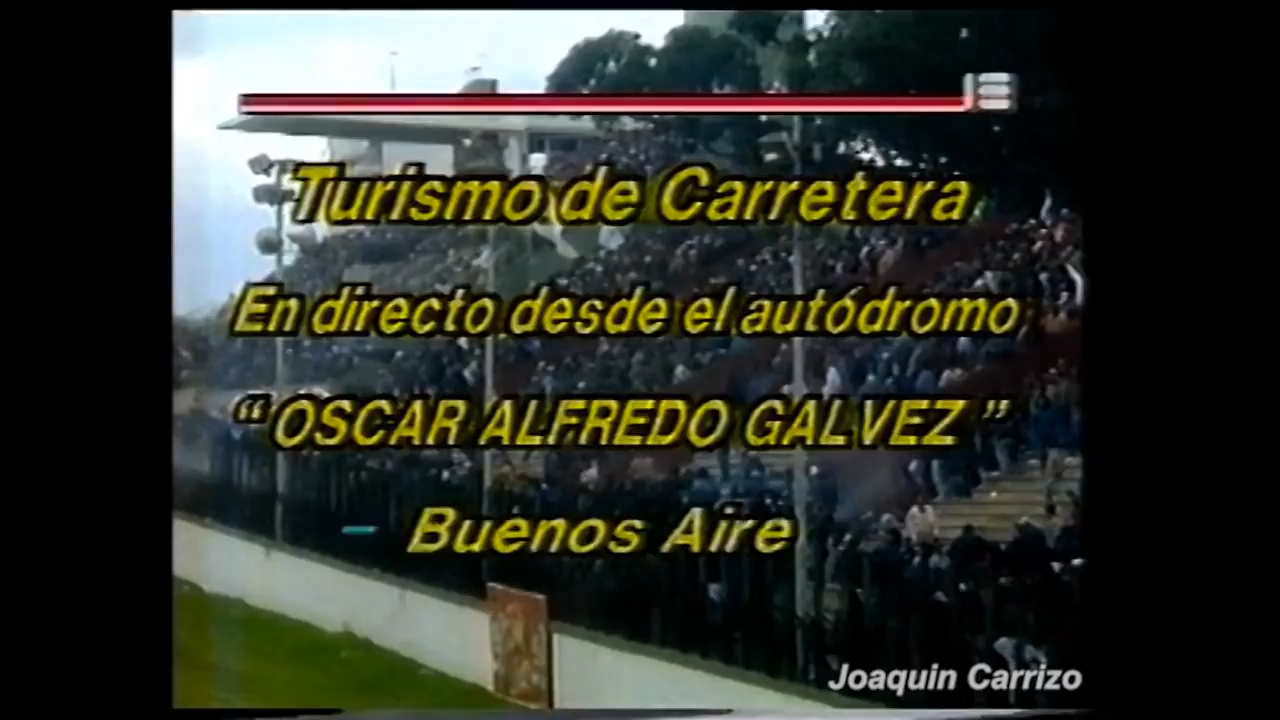 Turismo de Carretera
En directo desde el autódromo
“ OSCAR ALFREDO GALVEZ ”
Buenos Aire
Joaquin Carrizo